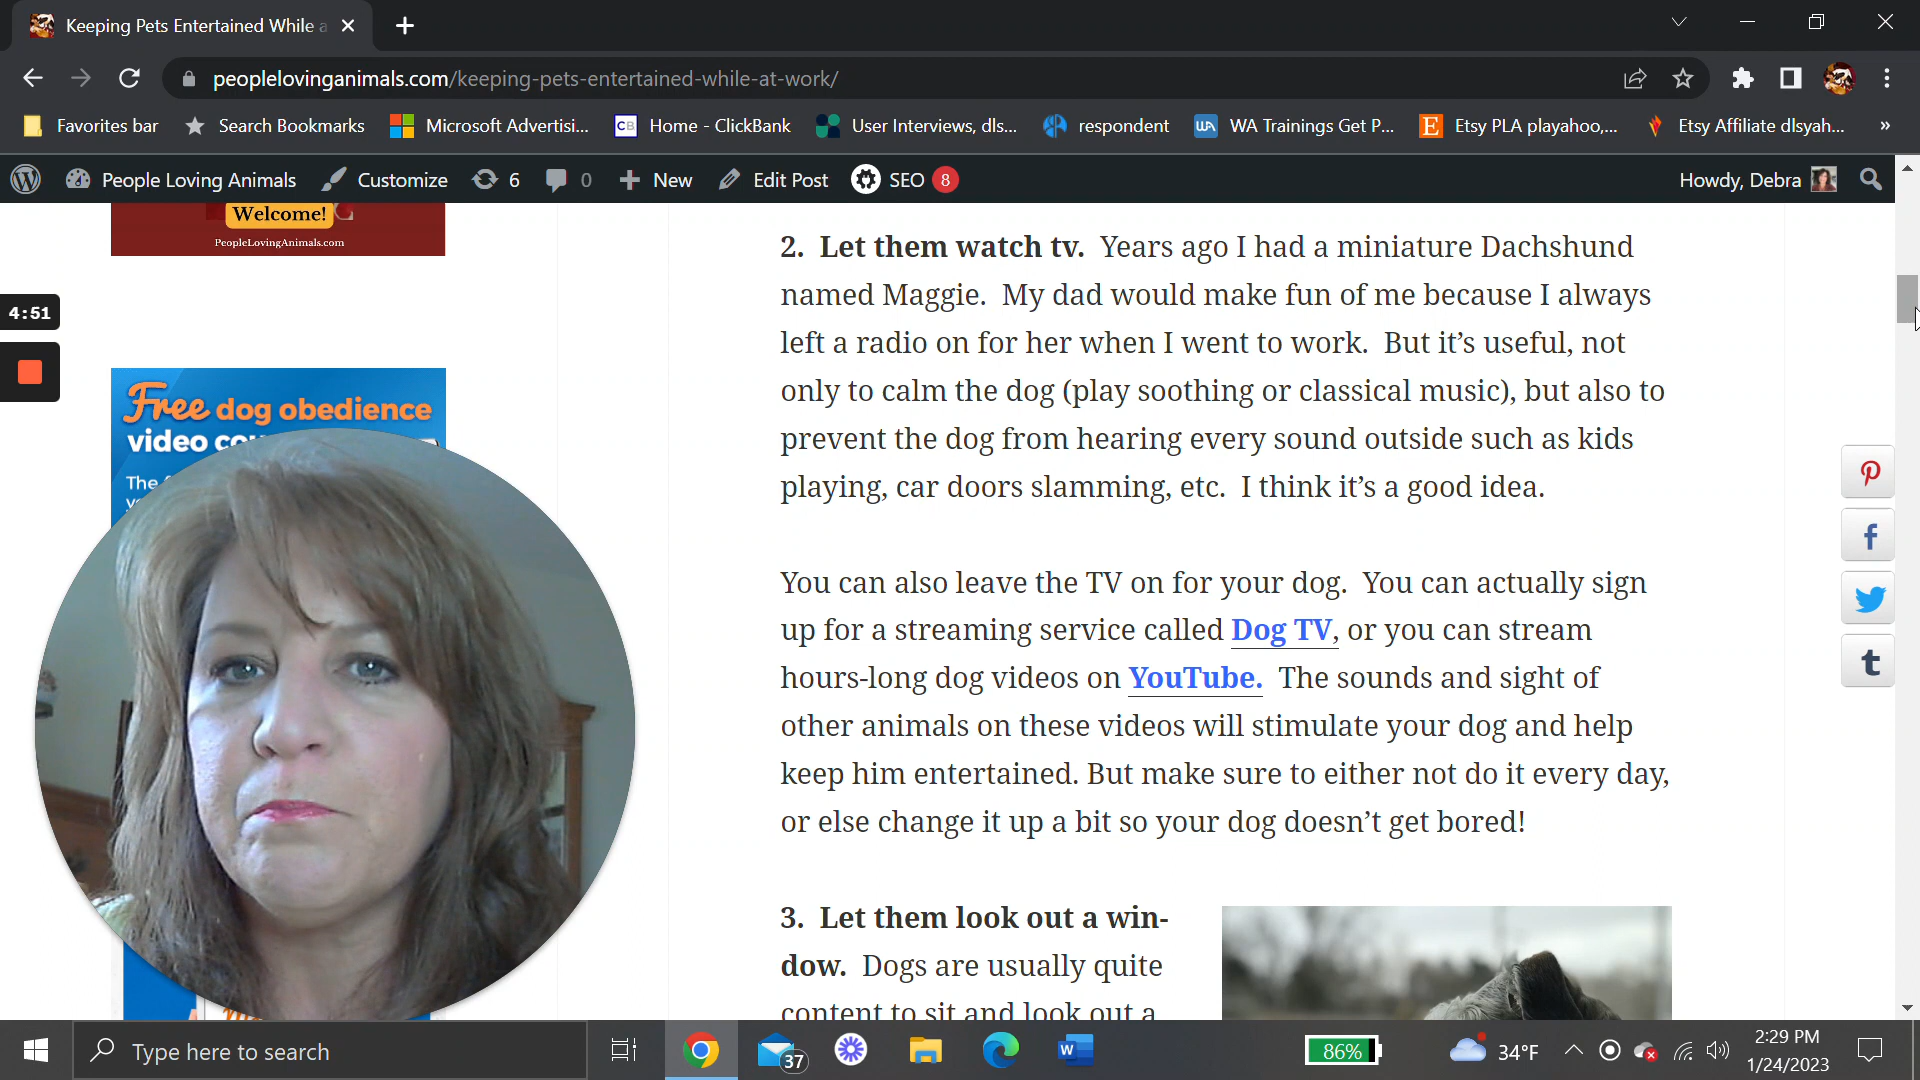 Keeping Pets Entertained While a
peoplelovinganimals.com/keeping-pets-entertained-while-at-work/
Favorites bar
Search Bookmarks
Microsoft Advertisi...
CB Home - ClickBank
User Interviews, dls...
respondent
WA WA Trainings Get P...
E Etsy PLA playahoo,...
Etsy Affiliate dlsyah...
»
People Loving Animals
Customize
6
0
New
Edit Post
SEO 8
Howdy, Debra
Welcome!
PeopleLovingAnimals.com
4:51
Free dog obedience
video cou
The
2. Let them watch tv. Years ago I had a miniature Dachshund
named Maggie. My dad would make fun of me because I always
left a radio on for her when I went to work. But it’s useful, not
only to calm the dog (play soothing or classical music), but also to
prevent the dog from hearing every sound outside such as kids
playing, car doors slamming, etc. I think it’s a good idea.
You can also leave the TV on for your dog. You can actually sign
up for a streaming service called Dog TV, or you can stream
hours-long dog videos on YouTube. The sounds and sight of
other animals on these videos will stimulate your dog and help
keep him entertained. But make sure to either not do it every day,
or else change it up a bit so your dog doesn’t get bored!
3. Let them look out a win-
dow. Dogs are usually quite
content to sit and look out a
Type here to search
37
86%
34°F
2:29 PM
1/24/2023